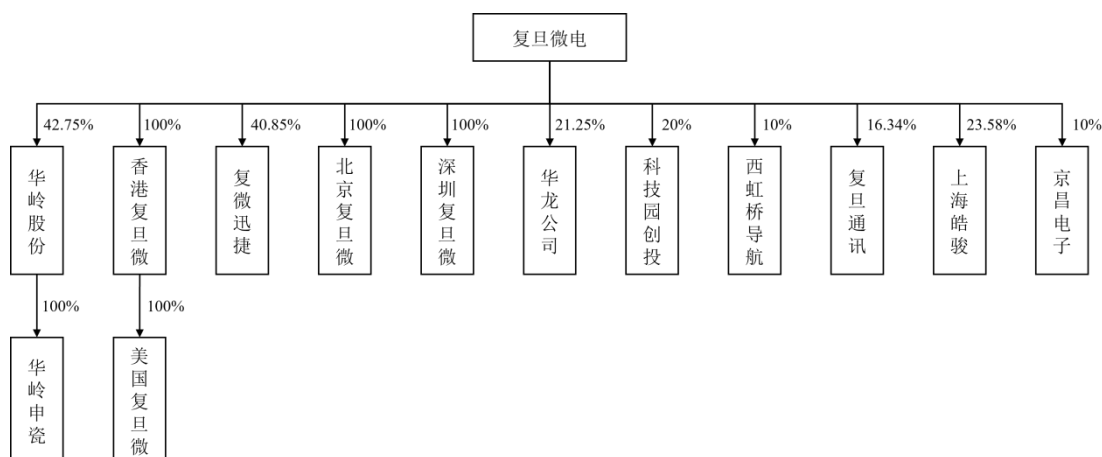 复旦微电
42.75%
100%
40.85%
100%
100%
21.25%
20%
10%
16.34%
23.58%
10%
华岭股份
香港复旦微
复微迅捷
北京复旦微
深圳复旦微
华龙公司
科技园创投
西虹桥导航
复旦通讯
上海皓骏
京昌电子
100%
100%
华岭申瓷
美国复旦微